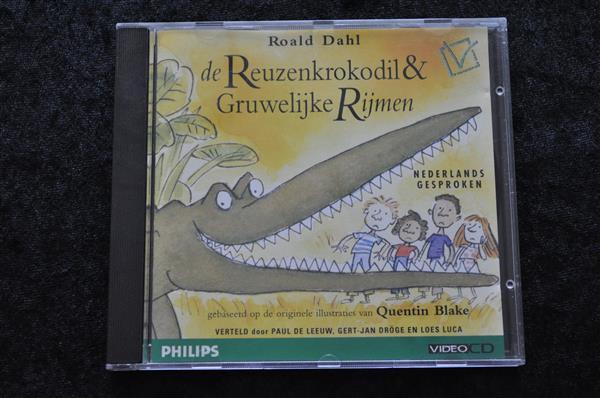 Roald Dahl
de Reuzenkrokodil &
Gruwelijke Rijmen
NEDERLANDS
GESPROKEN
gebaseerd op de originele illustraties van Quentin Blake
VERTELD door PAUL DE LEEUW, GERT-JAN DRÖGE EN LOES LUCA
PHILIPS
VIDEO CD